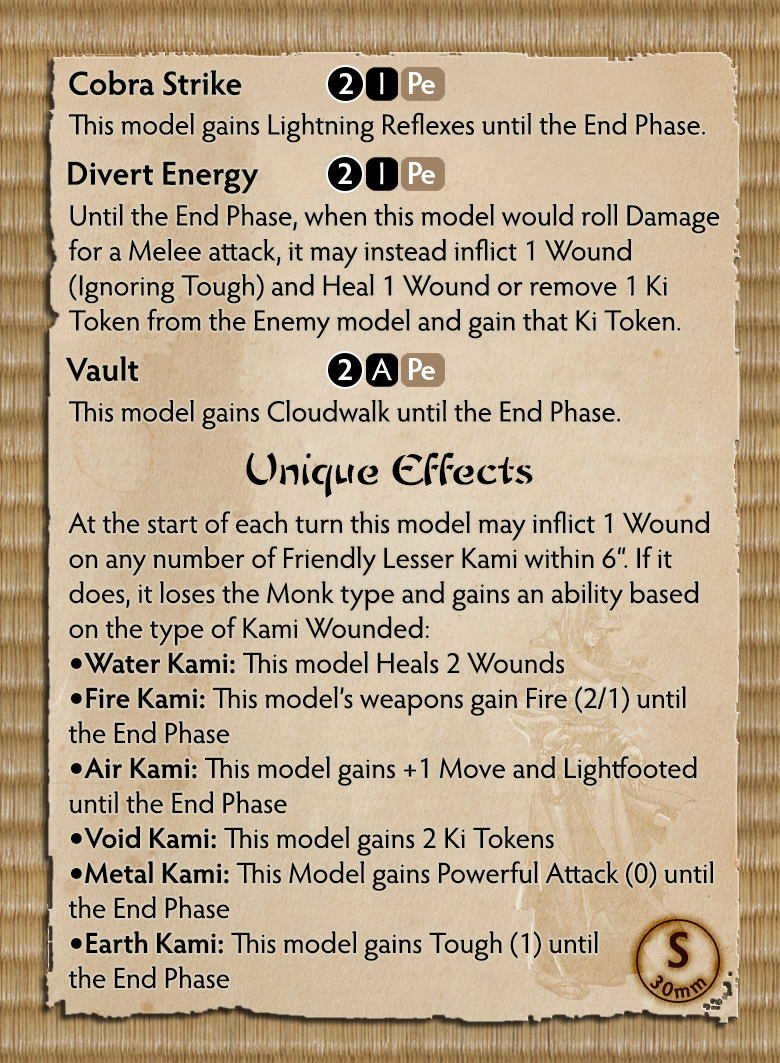 Cobra Strike 2 I Pe
This model gains Lightning Reflexes until the End Phase.
Divert Energy 2 I Pe
Until the End Phase, when this model would roll Damage
for a Melee attack, it may instead inflict 1 Wound
(Ignoring Tough) and Heal 1 Wound or remove 1 Ki
Token from the Enemy model and gain that Ki Token.
Vault 2 A Pe
This model gains Cloudwalk until the End Phase.
Unique Effects
At the start of each turn this model may inflict 1 Wound
on any number of Friendly Lesser Kami within 6“. If it
does, it loses the Monk type and gains an ability based
on the type of Kami Wounded:
•Water Kami: This model Heals 2 Wounds
•Fire Kami: This model's weapons gain Fire (2/1) until
the End Phase
•Air Kami: This model gains +1 Move and Lightfooted
until the End Phase
•Void Kami: This model gains 2 Ki Tokens
•Metal Kami: This Model gains Powerful Attack (0) until
the End Phase
•Earth Kami: This model gains Tough (1) until
the End Phase
S
30mm